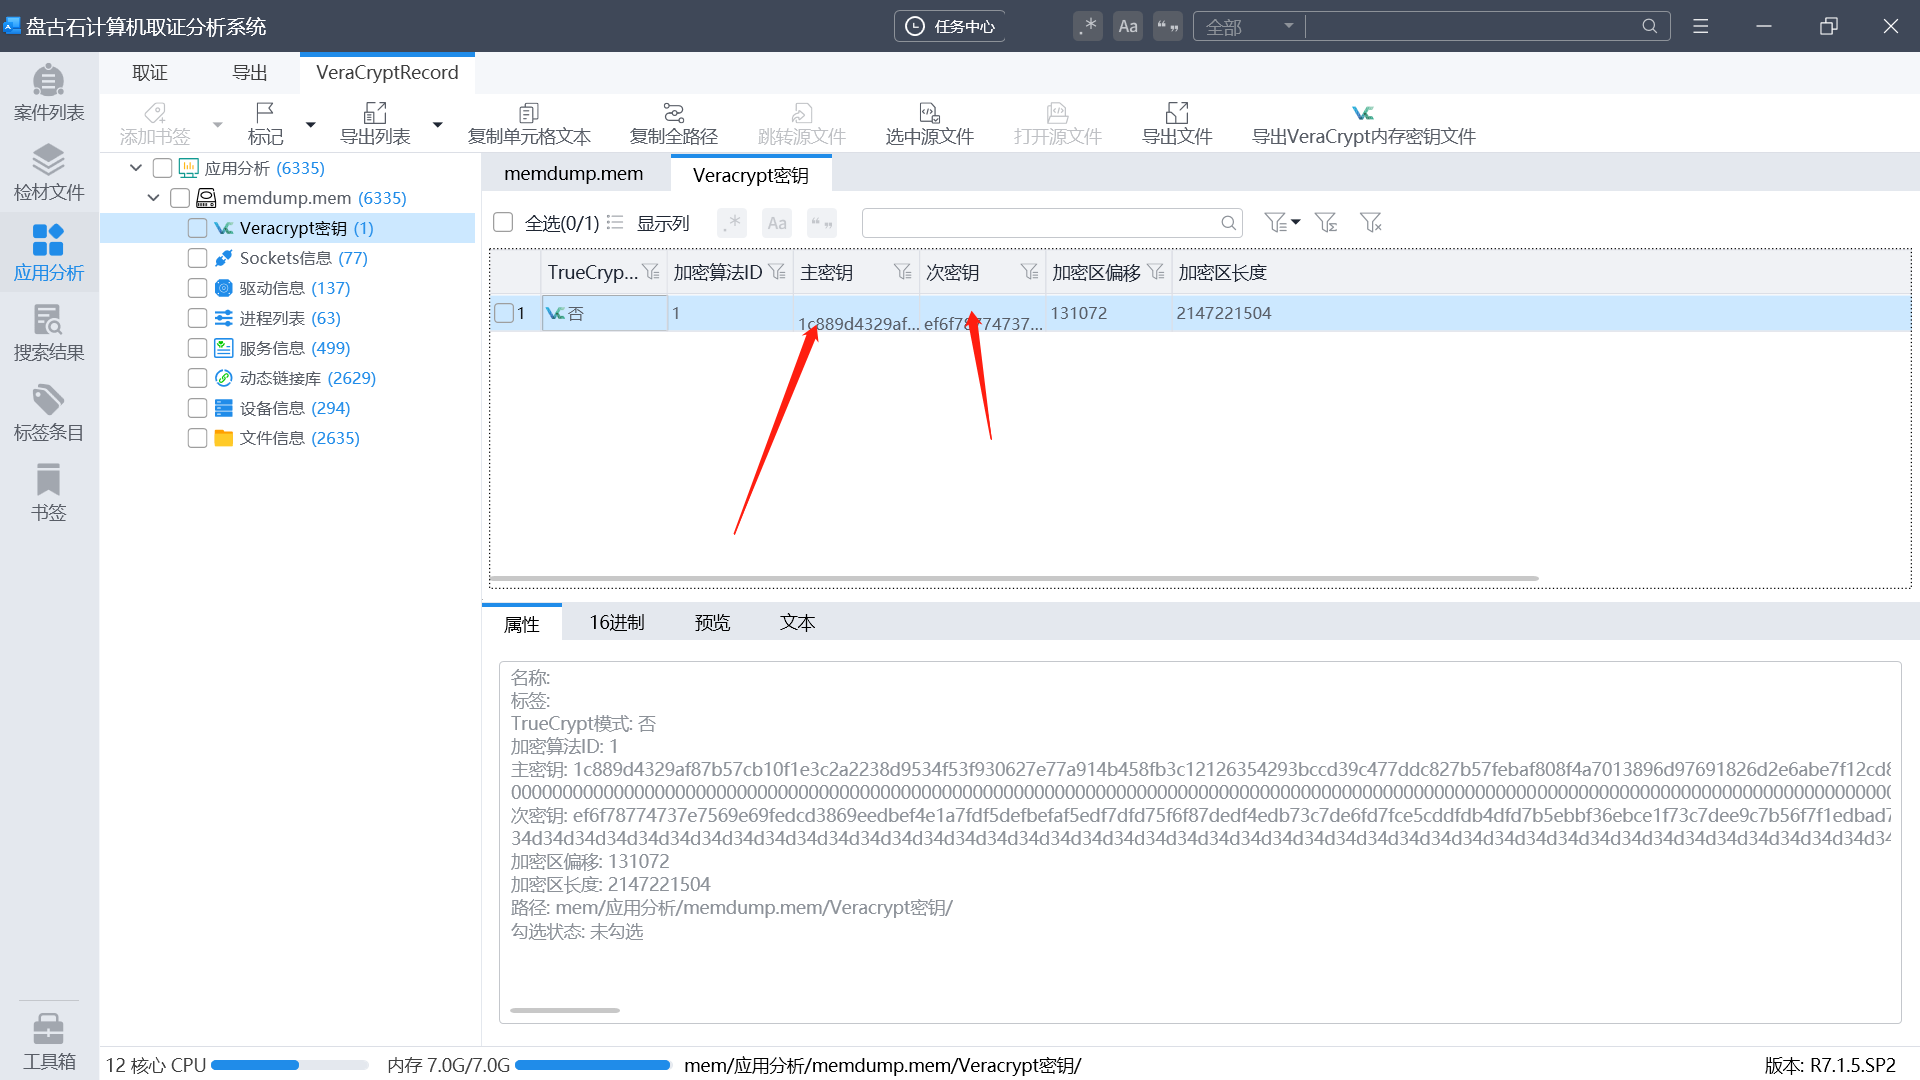 盘古石计算机取证分析系统
任务中心
.*
Aa
全部
取证
导出
VeraCryptRecord
添加书签
标记
导出列表
复制单元格文本
复制全路径
跳转源文件
选中源文件
打开源文件
导出文件
导出VeraCrypt内存密钥文件
案件列表
检材文件
应用分析
搜索结果
标签条目
书签
工具箱
应用分析 (6335)
memdump.mem (6335)
Veracrypt密钥 (1)
Sockets信息 (77)
驱动信息 (137)
进程列表 (63)
服务信息 (499)
动态链接库 (2629)
设备信息 (294)
文件信息 (2635)
memdump.mem
Veracrypt密钥
全选(0/1)
显示列
.*
Aa
TrueCryp...
加密算法ID
主密钥
次密钥
加密区偏移
加密区长度
1
否
1
1c889d4329af...
131072
2147221504
属性
16进制
预览
文本
名称:
标签:
TrueCrypt模式: 否
加密算法ID: 1
主密钥: 1c889d4329af87b57cb10f1e3c2a2238d9534f53f930627e77a914b458fb3c12126354293bccd39c477ddc827b57febaf808f4a7013896d97691826d2e6abe7f12cd8
次密钥: ef6f78774737e7569e69fedcd3869eedbef4e1a7fdf5defbefaf5edf7dfd75f6f87dedf4edb73c7de6fd7fce5cddfdb4dfd7b5ebbf36ebce1f73c7dee9c7b56f7f1edbad7
加密区偏移: 131072
加密区长度: 2147221504
路径: mem/应用分析/memdump.mem/Veracrypt密钥/
勾选状态: 未勾选
12 核心 CPU
内存 7.0G/7.0G
mem/应用分析/memdump.mem/Veracrypt密钥/
版本: R7.1.5.SP2